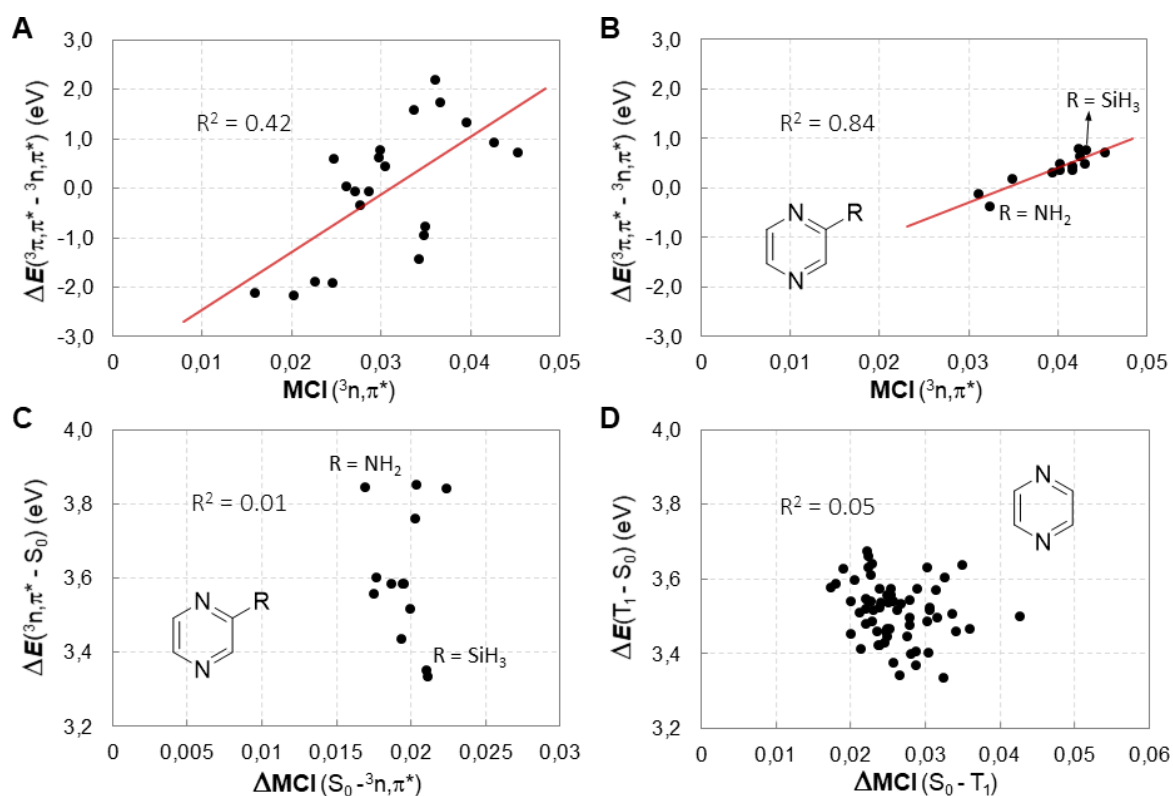 A
ΔE(³π,π* - ³n,π*) (eV)
3,0
2,0
1,0
0,0
-1,0
-2,0
-3,0
R² = 0.42
0
0,01
0,02
0,03
0,04
0,05
MCI (³n,π*)
B
ΔE(³π,π* - ³n,π*) (eV)
3,0
2,0
1,0
0,0
-1,0
-2,0
-3,0
R = SiH₃
R² = 0.84
N
R
N
R = NH₂
0
0,01
0,02
0,03
0,04
0,05
MCI (³n,π*)
C
ΔE(³n,π* - S₀) (eV)
4,0
3,8
3,6
3,4
3,2
R = NH₂
R² = 0.01
N
R
N
R = SiH₃
0
0,005
0,01
0,015
0,02
0,025
0,03
ΔMCI (S₀ - ³n,π*)
D
ΔE(T₁ - S₀) (eV)
4,0
3,8
3,6
3,4
3,2
N
N
R² = 0.05
0
0,01
0,02
0,03
0,04
0,05
0,06
ΔMCI (S₀ - T₁)